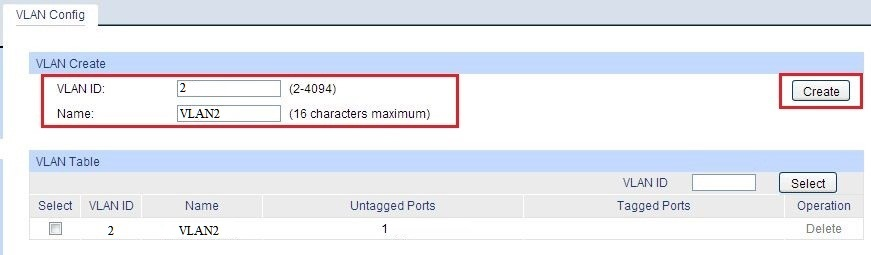 VLAN Config
VLAN Create
VLAN ID: 2 (2-4094)
Name: VLAN2 (16 characters maximum)
Create
VLAN Table
VLAN ID Select
Select VLAN ID Name Untagged Ports Tagged Ports Operation
2 VLAN2 1 Delete